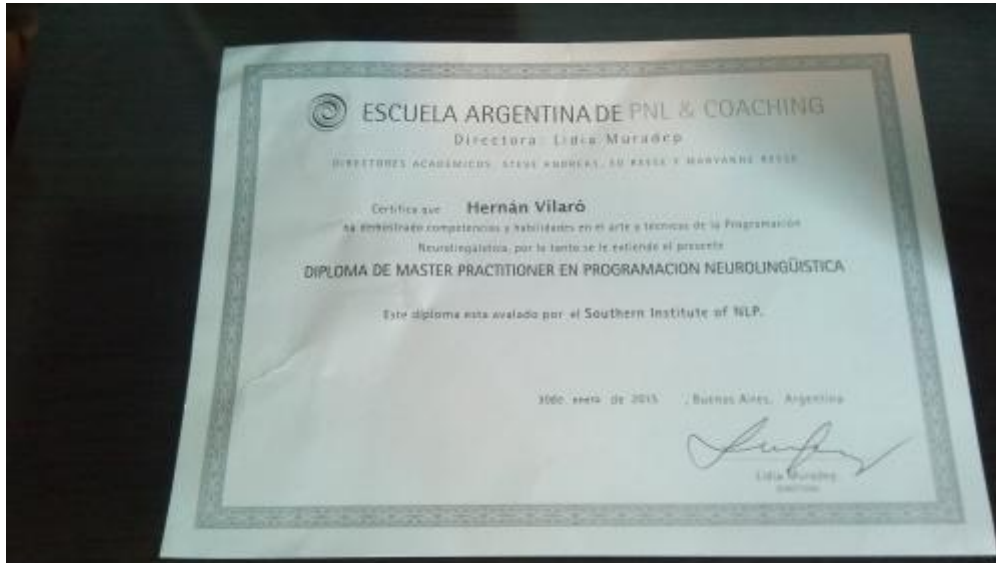 ESCUELA ARGENTINA DE PNL & COACHING
Directora: Lidia Muradep
DIRECTORES ACADEMICOS, STEVE ANDREAS, ED REESE Y MARYANNE REESE
Certifica que Hernán Vilaró
ha demostrado competencias y habilidades en el arte y técnicas de la Programación
Neurolingüística, por lo tanto se le extiende el presente
DIPLOMA DE MASTER PRACTITIONER EN PROGRAMACION NEUROLINGÜISTICA
Este diploma esta avalado por el Southern Institute of NLP.
30de enero de 2015 , Buenos Aires, Argentina
Lidia Muradep